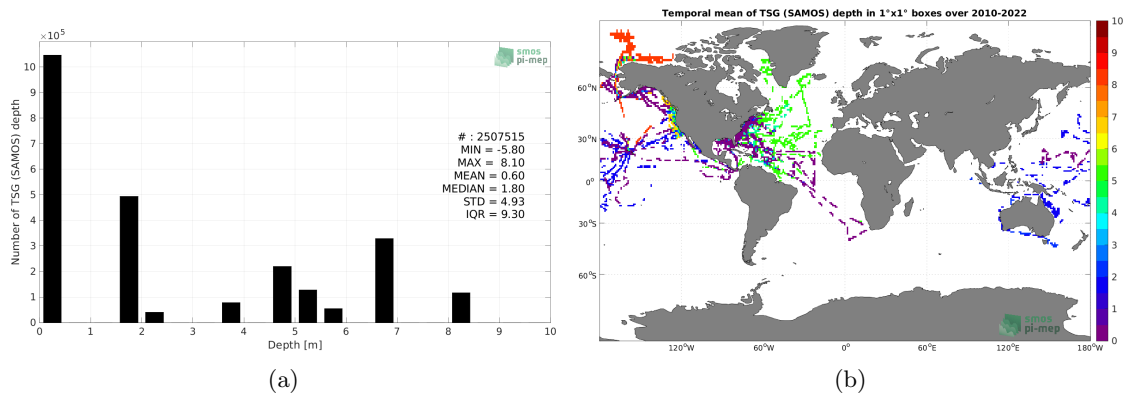 Temporal mean of TSG (SAMOS) depth in 1°x1° boxes over 2010-2022
×10⁵
11
10
9
8
7
6
5
4
3
2
1
0
Number of TSG (SAMOS) depth
smos
pi-mep
# : 2507515
MIN = -5.80
MAX = 8.10
MEAN = 0.60
MEDIAN = 1.80
STD = 4.93
IQR = 9.30
0 1 2 3 4 5 6 7 8 9 10
Depth [m]
(a)
60°N
30°N
0°
30°S
60°S
120°W 60°W 0° 60°E 120°E 180°W
smos
pi-mep
10
9
8
7
6
5
4
3
2
1
0
(b)